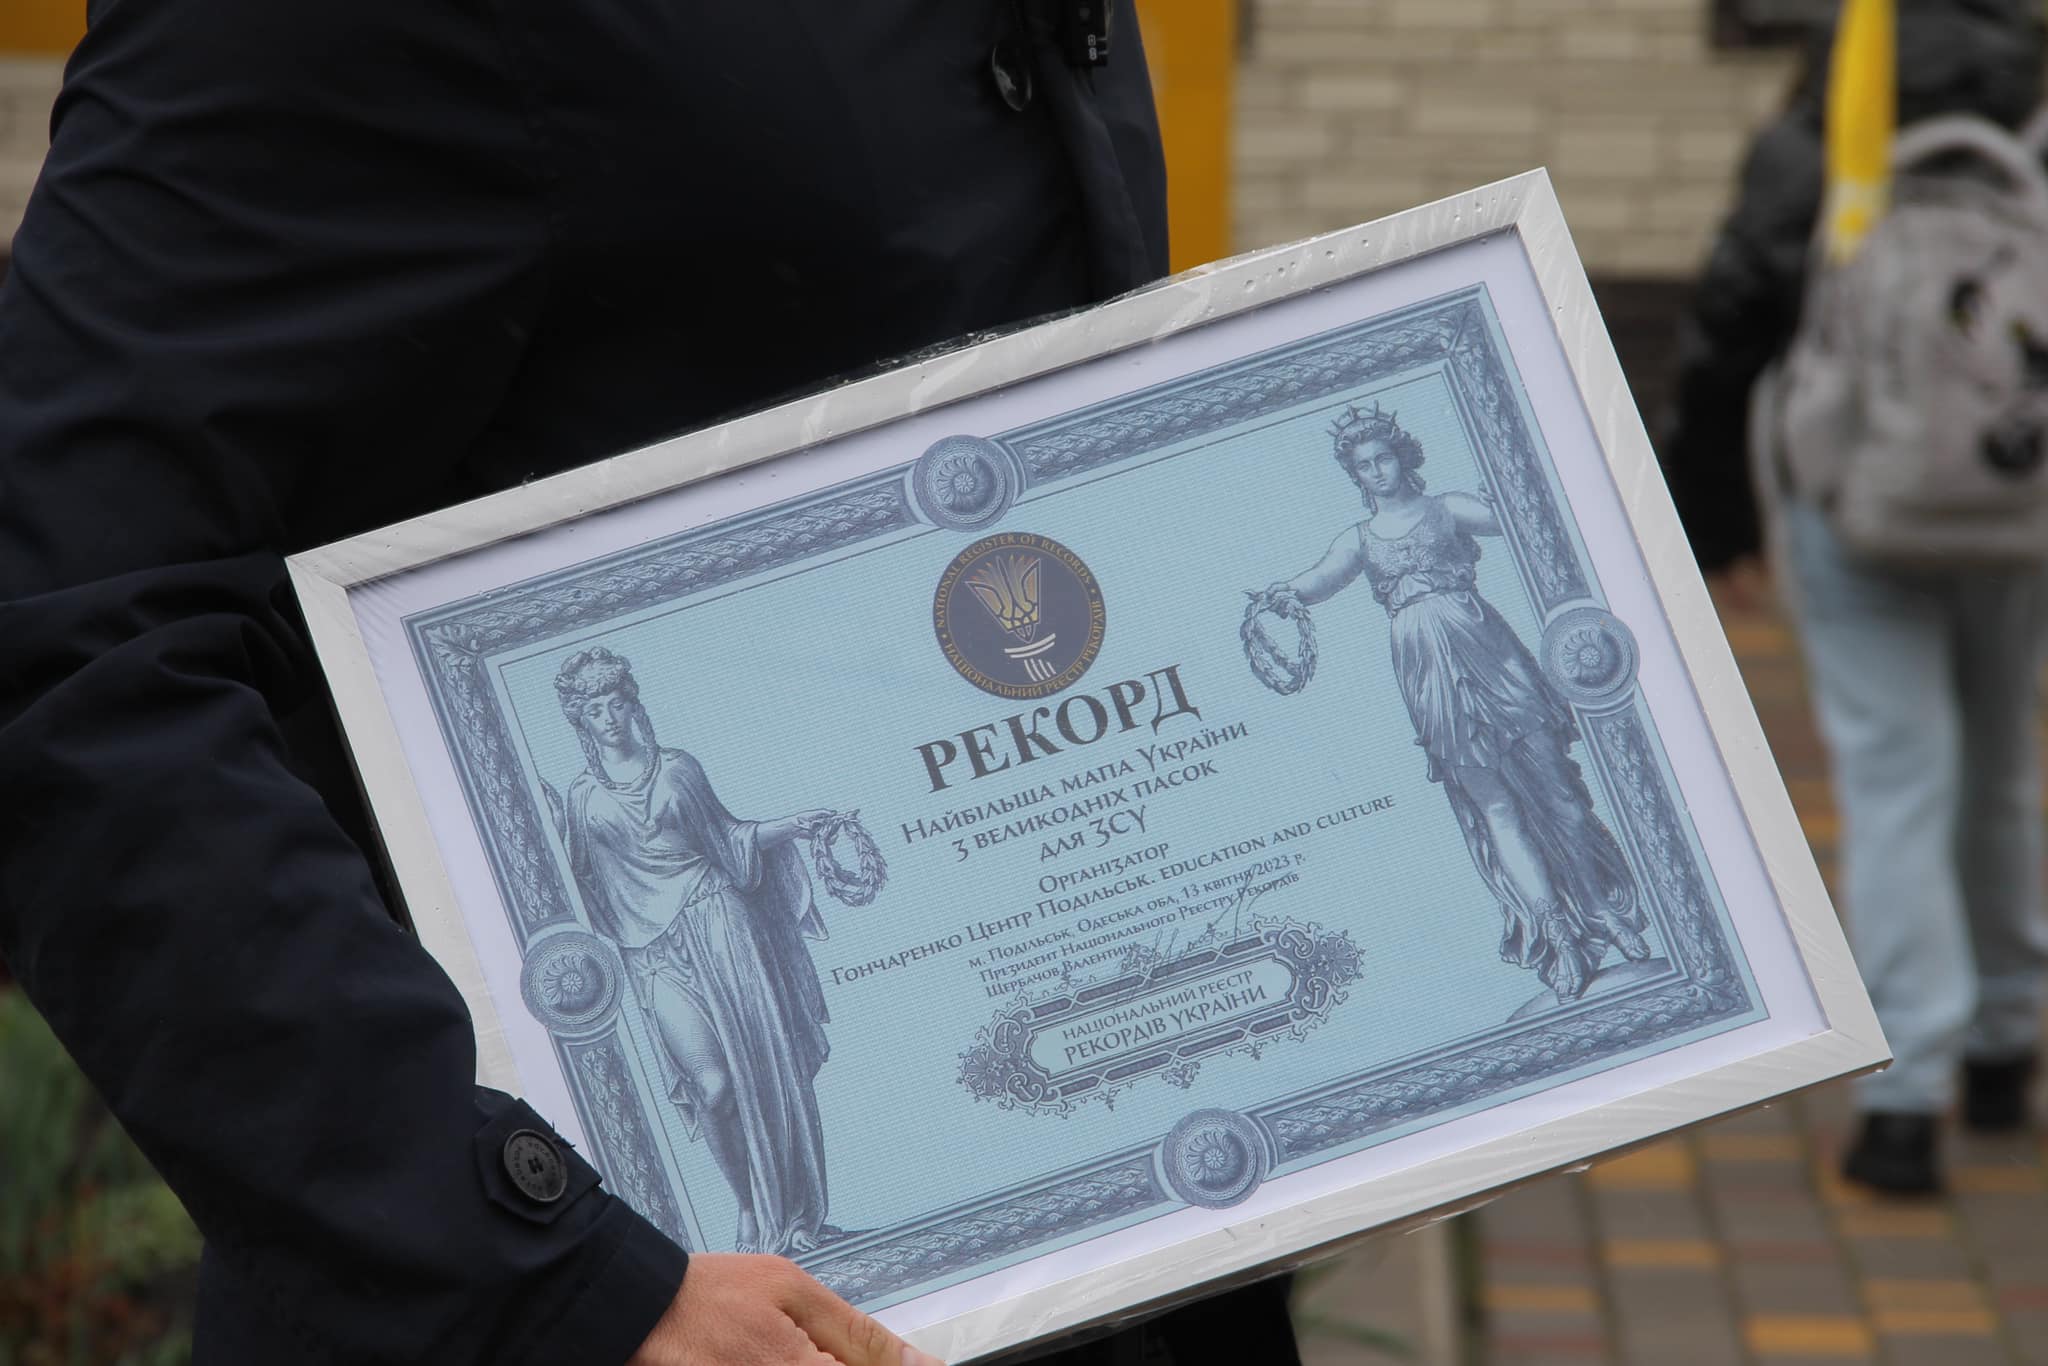 NATIONAL REGISTER OF RECORDS
НАЦІОНАЛЬНИЙ РЕЄСТР РЕКОРДІВ
РЕКОРД
Найбільша мапа України
з великодніх пасок
для ЗСУ
Організатор
Гончаренко Центр Подільськ. EDUCATION AND CULTURE
м. Подільськ, Одеська обл, 13 квітня 2023 р.
Президент Національного Реєстру Рекордів
Щербачов Валентин
НАЦІОНАЛЬНИЙ РЕЄСТР
РЕКОРДІВ УКРАЇНИ